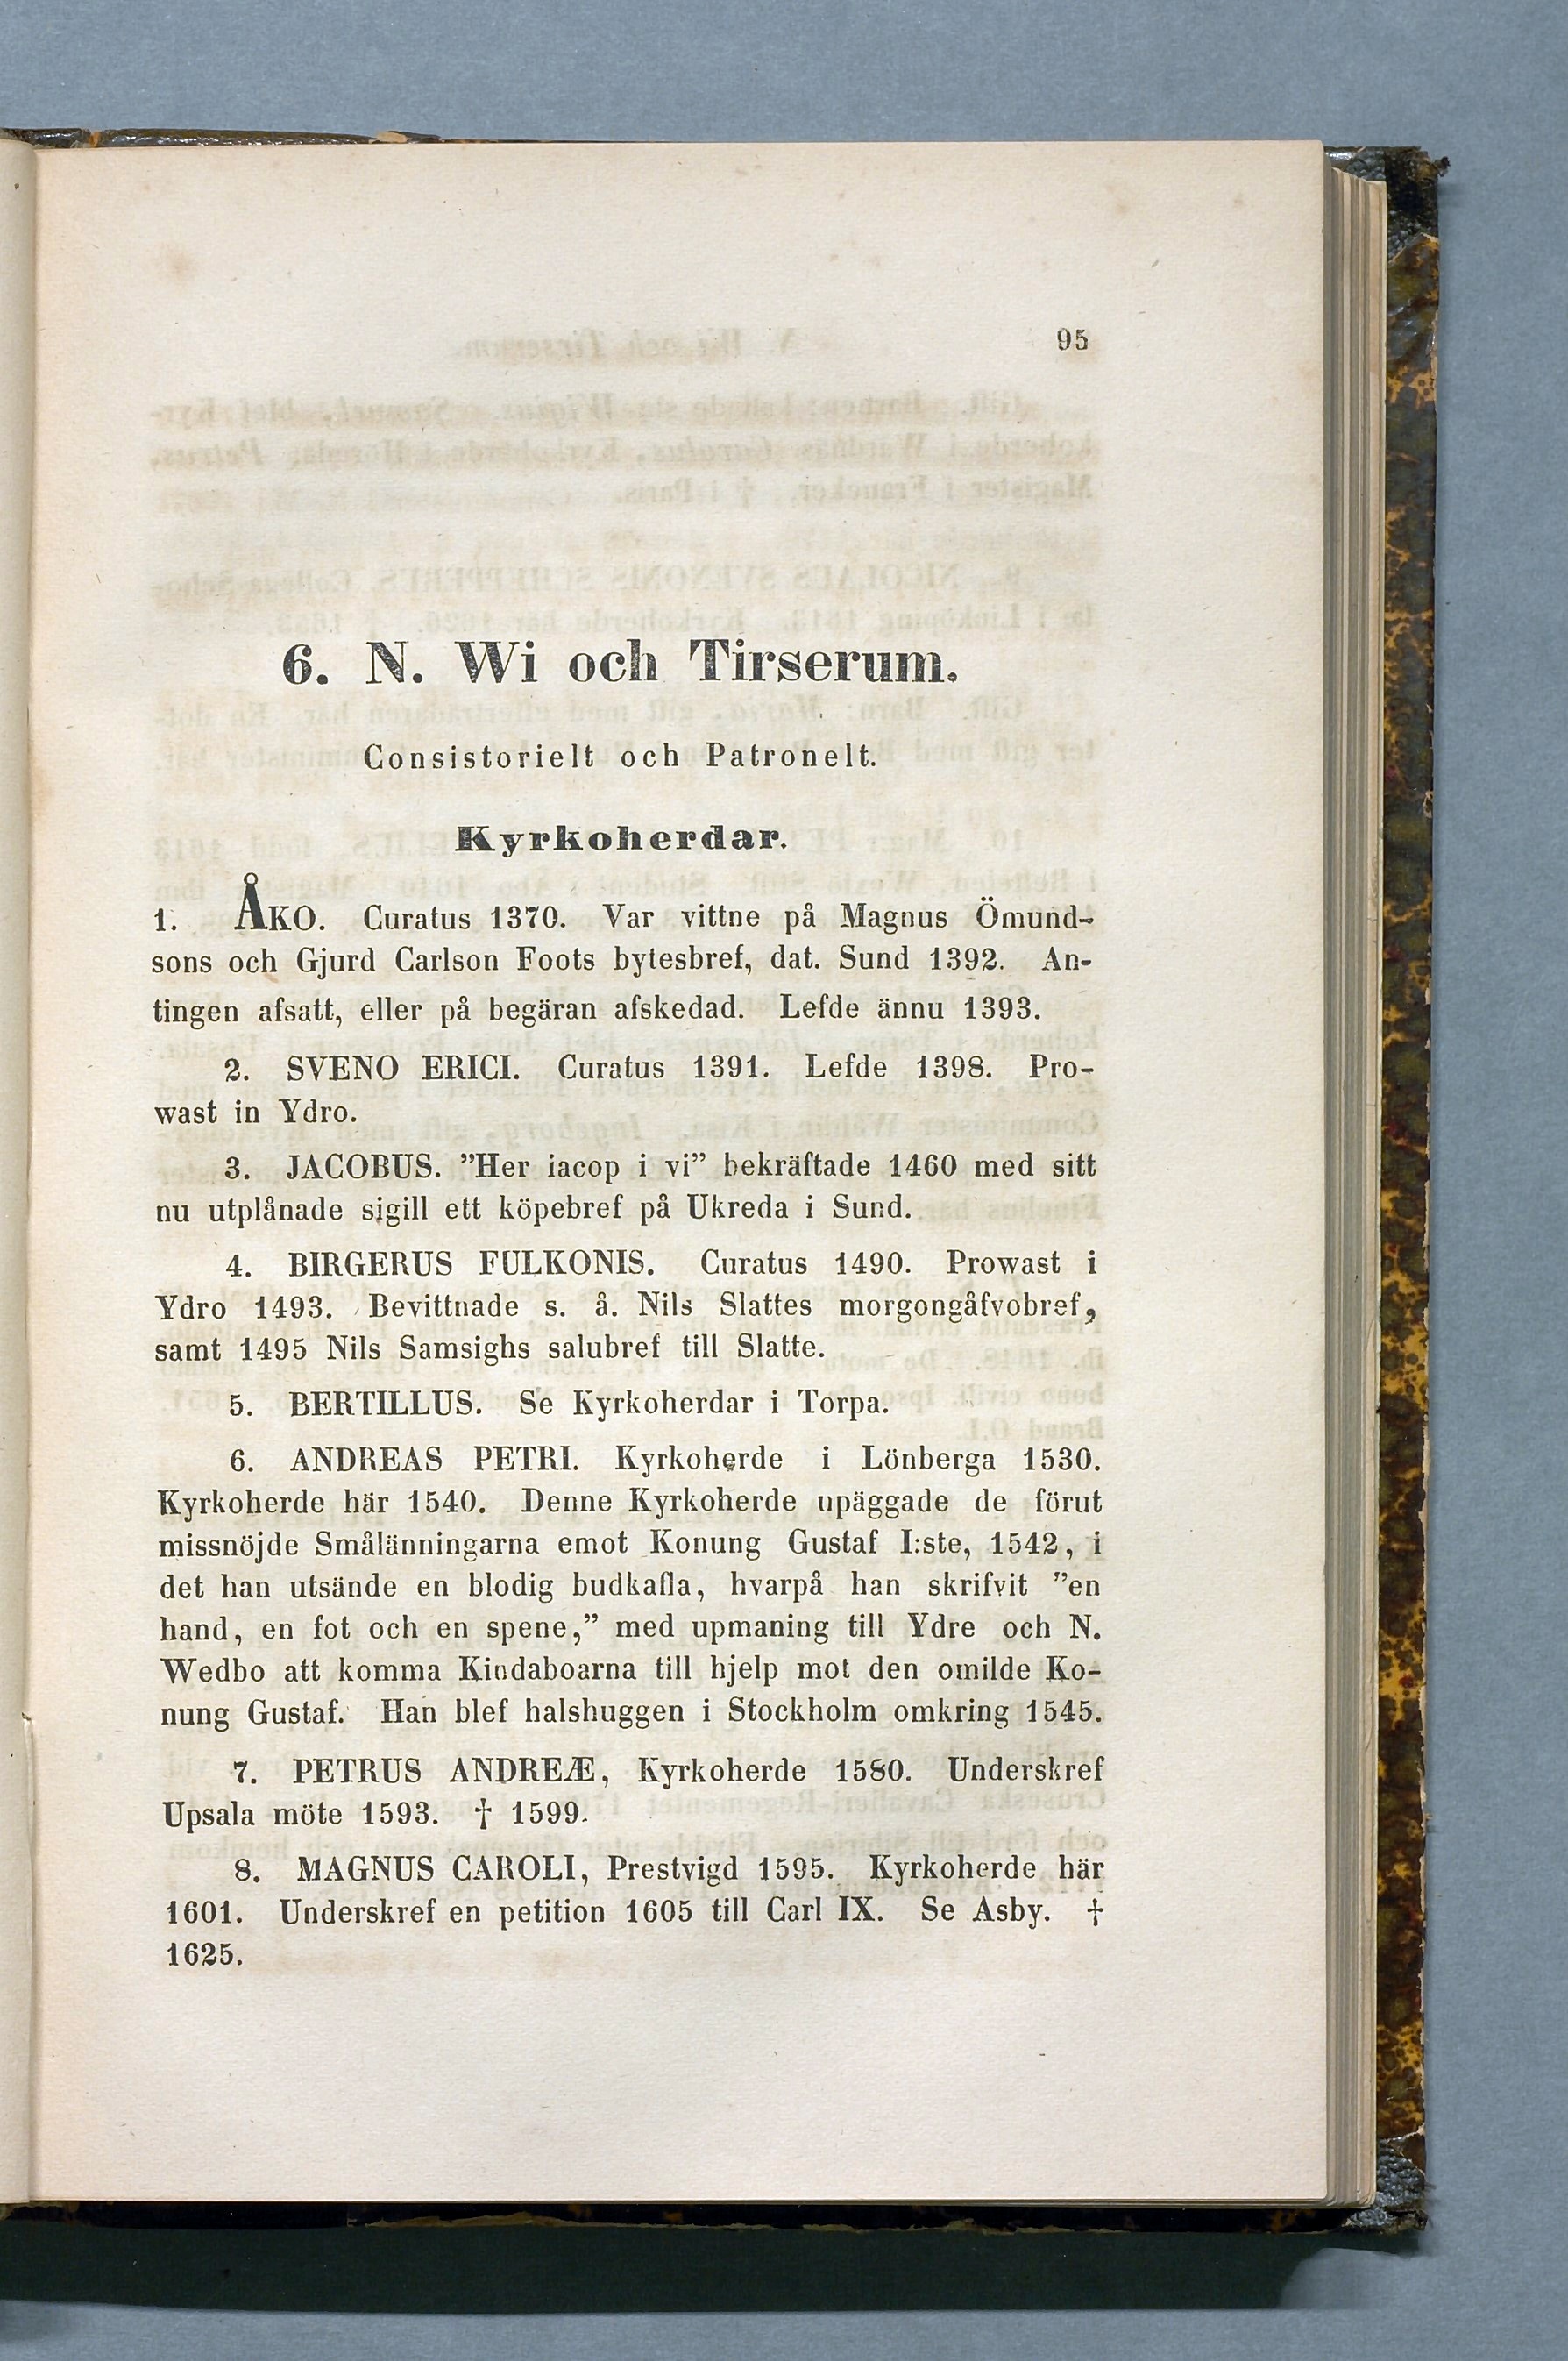 95
6. N. Wi och Tirserum.
Consistorielt och Patronelt.
Kyrkoherdar.
1. ÅKO. Curatus 1370. Var vittne på Magnus Ömund-
sons och Gjurd Carlson Foots bytesbref, dat. Sund 1392. An-
tingen afsatt, eller på begäran afskedad. Lefde ännu 1393.
2. SVENO ERICI. Curatus 1391. Lefde 1398. Pro-
wast in Ydro.
3. JACOBUS. ”Her iacop i vi” bekräftade 1460 med sitt
nu utplånade sigill ett köpebref på Ukreda i Sund.
4. BIRGERUS FULKONIS. Curatus 1490. Prowast i
Ydro 1493. Bevittnade s. å. Nils Slattes morgongåfvobref,
samt 1495 Nils Samsighs salubref till Slatte.
5. BERTILLUS. Se Kyrkoherdar i Torpa.
6. ANDREAS PETRI. Kyrkoherde i Lönberga 1530.
Kyrkoherde här 1540. Denne Kyrkoherde upäggade de förut
missnöjde Smålänningarna emot Konung Gustaf I:ste, 1542, i
det han utsände en blodig budkafla, hvarpå han skrifvit ”en
hand, en fot och en spene,” med upmaning till Ydre och N.
Wedbo att komma Kindaboarna till hjelp mot den omilde Ko-
nung Gustaf. Han blef halshuggen i Stockholm omkring 1545.
7. PETRUS ANDREÆ, Kyrkoherde 1580. Underskref
Upsala möte 1593. † 1599.
8. MAGNUS CAROLI, Prestvigd 1595. Kyrkoherde här
1601. Underskref en petition 1605 till Carl IX. Se Asby. †
1625.